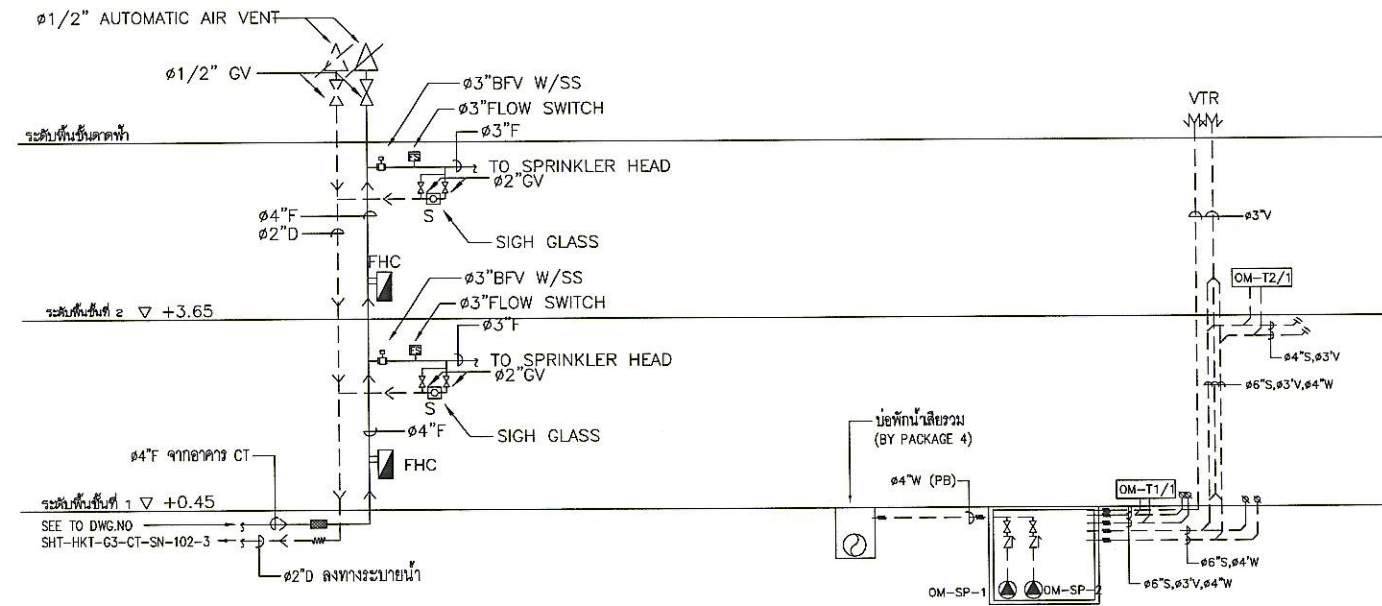 ø1/2" AUTOMATIC AIR VENT
ø1/2" GV
ø3"BFV W/SS
ø3"FLOW SWITCH
ø3"F
VTR
ระดับพื้นชั้นดาดฟ้า
FS
TO SPRINKLER HEAD
ø2"GV
S
ø4"F
ø2"D
SIGH GLASS
ø3"V
FHC
ø3"BFV W/SS
OM-T2/1
ø3"FLOW SWITCH
ระดับพื้นชั้นที่ 2 ▽ +3.65
ø3"F
FS
TO SPRINKLER HEAD
ø4"S,ø3'V
ø2"GV
ø6"S,ø3'V,ø4"W
S
บ่อพักน้ำเสียรวม
(BY PACKAGE 4)
ø4"F
SIGH GLASS
ø4"F จากอาคาร CT
FHC
ø4"W (PB)
OM-T1/1
ระดับพื้นชั้นที่ 1 ▽ +0.45
SEE TO DWG.NO
SHT-HKT-G3-CT-SN-102-3
ø6"S,ø4'W
ø2"D ลงทางระบายน้ำ
ø6"S,ø3'V,ø4"W
OM-SP-1
OM-SP-2